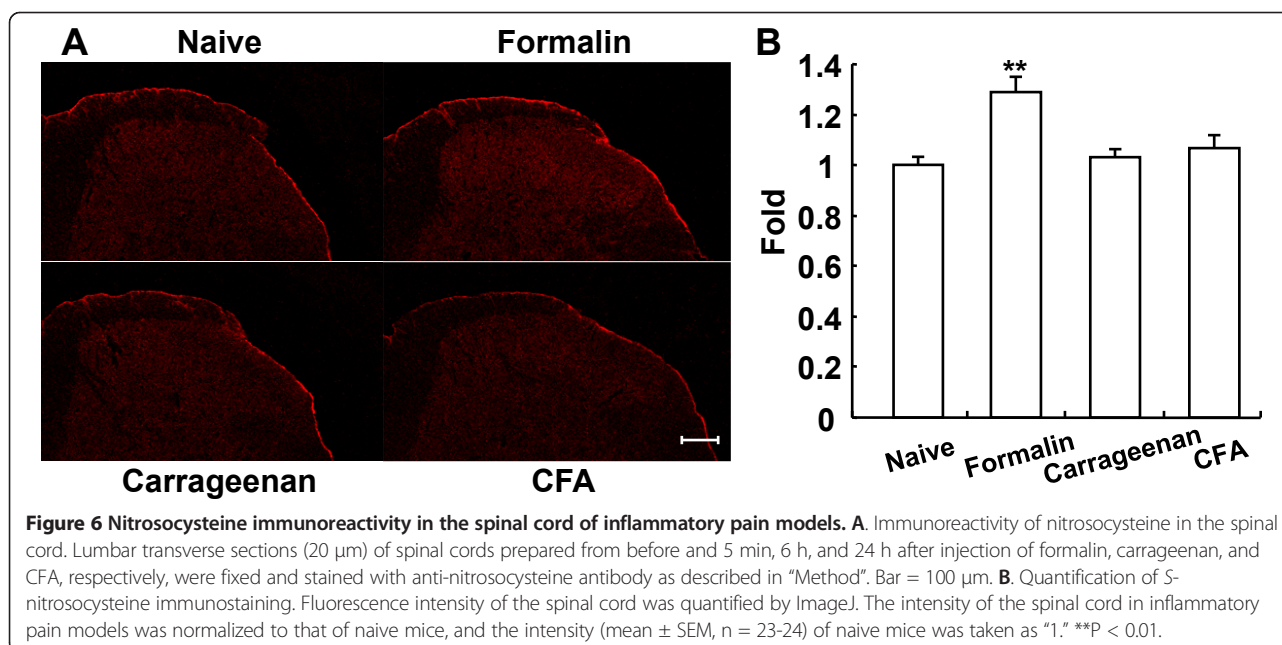 A
Naive
Formalin
Carrageenan
CFA
B
Fold
1.4
1.2
1
0.8
0.6
0.4
0.2
0
**
Naive
Formalin
Carrageenan
CFA
Figure 6 Nitrosocysteine immunoreactivity in the spinal cord of inflammatory pain models. A. Immunoreactivity of nitrosocysteine in the spinal
cord. Lumbar transverse sections (20 μm) of spinal cords prepared from before and 5 min, 6 h, and 24 h after injection of formalin, carrageenan, and
CFA, respectively, were fixed and stained with anti-nitrosocysteine antibody as described in “Method”. Bar = 100 μm. B. Quantification of S-
nitrosocysteine immunostaining. Fluorescence intensity of the spinal cord was quantified by ImageJ. The intensity of the spinal cord in inflammatory
pain models was normalized to that of naive mice, and the intensity (mean ± SEM, n = 23-24) of naive mice was taken as “1.” **P < 0.01.